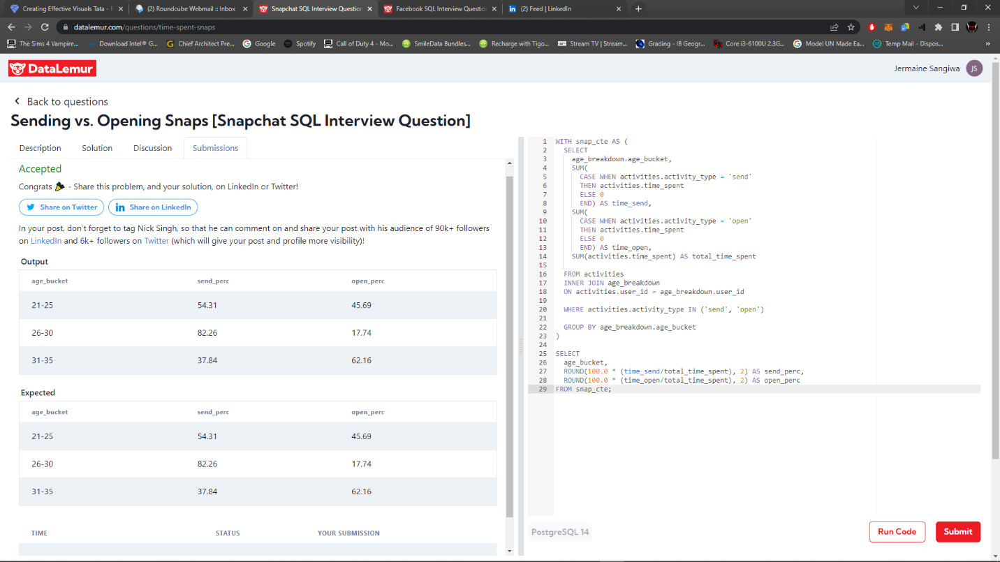 Creating Effective Visuals Tata - F
(2) Roundcube Webmail :: Inbox
Snapchat SQL Interview Question
Facebook SQL Interview Question
(2) Feed | LinkedIn
datalemur.com/questions/time-spent-snaps
The Sims 4 Vampire...
Download Intel® G...
Chief Architect Pre...
Google
Spotify
Call of Duty 4 - Mo...
SmileData Bundles...
Recharge with Tigo...
Stream TV | Stream...
Grading - IB Geogr...
Core i3-6100U 2.3G...
Model UN Made Ea...
Temp Mail - Dispos...
DataLemur
Jermaine Sangiwa
JS
Back to questions
Sending vs. Opening Snaps [Snapchat SQL Interview Question]
Description Solution Discussion Submissions
Accepted
Congrats - Share this problem, and your solution, on LinkedIn or Twitter!
Share on Twitter
Share on LinkedIn
In your post, don't forget to tag Nick Singh, so that he can comment on and share your post with his audience of 90k+ followers
on LinkedIn and 6k+ followers on Twitter (which will give your post and profile more visibility)!
Output
age_bucket send_perc open_perc
21-25 54.31 45.69
26-30 82.26 17.74
31-35 37.84 62.16
Expected
age_bucket send_perc open_perc
21-25 54.31 45.69
26-30 82.26 17.74
31-35 37.84 62.16
TIME STATUS YOUR SUBMISSION
1 WITH snap_cte AS (
2 SELECT
3 age_breakdown.age_bucket,
4 SUM(
5 CASE WHEN activities.activity_type = 'send'
6 THEN activities.time_spent
7 ELSE 0
8 END) AS time_send,
9 SUM(
10 CASE WHEN activities.activity_type = 'open'
11 THEN activities.time_spent
12 ELSE 0
13 END) AS time_open,
14 SUM(activities.time_spent) AS total_time_spent
15
16 FROM activities
17 INNER JOIN age_breakdown
18 ON activities.user_id = age_breakdown.user_id
19
20 WHERE activities.activity_type IN ('send', 'open')
21
22 GROUP BY age_breakdown.age_bucket
23 )
24
25 SELECT
26 age_bucket,
27 ROUND(100.0 * (time_send/total_time_spent), 2) AS send_perc,
28 ROUND(100.0 * (time_open/total_time_spent), 2) AS open_perc
29 FROM snap_cte;
PostgreSQL 14
Run Code
Submit